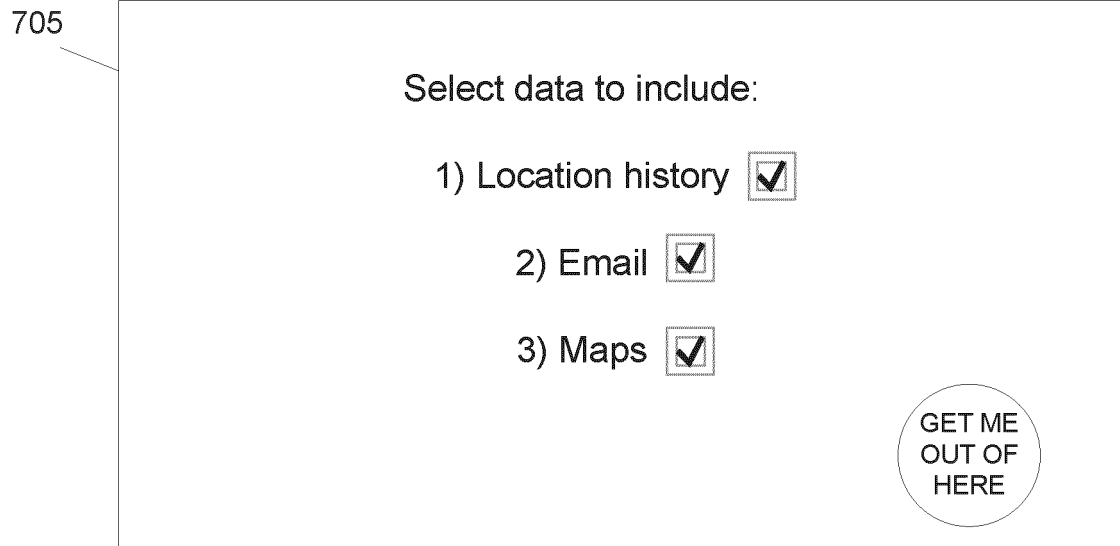 705
Select data to include:
1) Location history
2) Email
3) Maps
GET ME
OUT OF
HERE